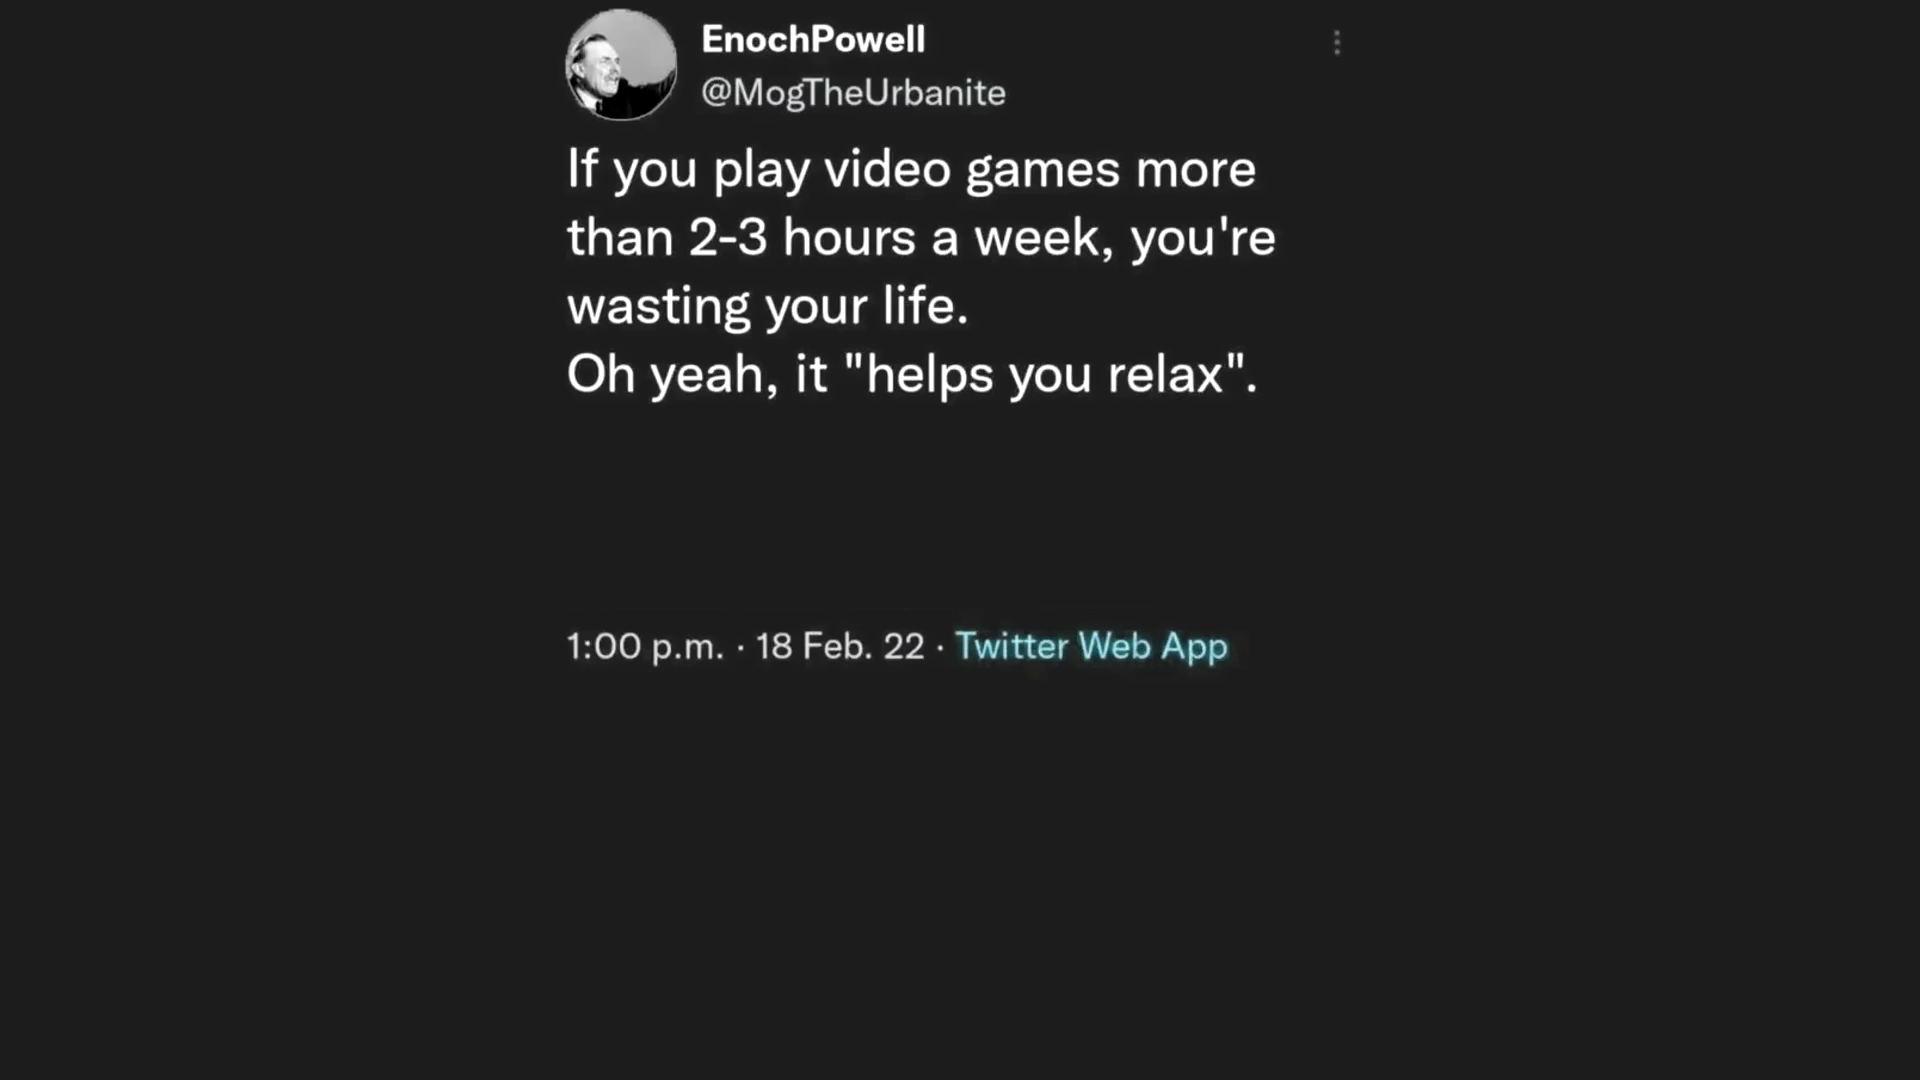 EnochPowell
@MogTheUrbanite
If you play video games more
than 2-3 hours a week, you're
wasting your life.
Oh yeah, it "helps you relax".
1:00 p.m. · 18 Feb. 22 · Twitter Web App